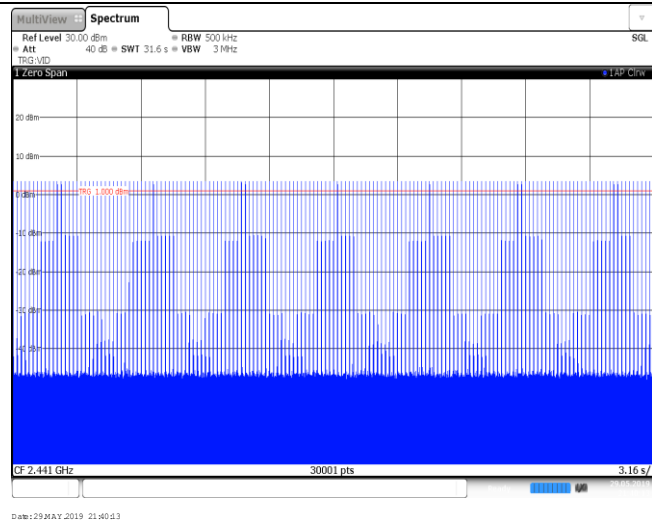 MultiView Spectrum
Ref Level 30.00 dBm RBW 500 kHz SGL
Att 40 dB SWT 31.6 s VBW 3 MHz
TRG:VID
1 Zero Span 1AP Clrw
20 dBm
10 dBm
TRG 1.000 dBm
0 dBm
-10 dBm
-20 dBm
-30 dBm
-40 dBm
CF 2.441 GHz 30001 pts 3.16 s/
Date:29.MAY.2019 21:40:13